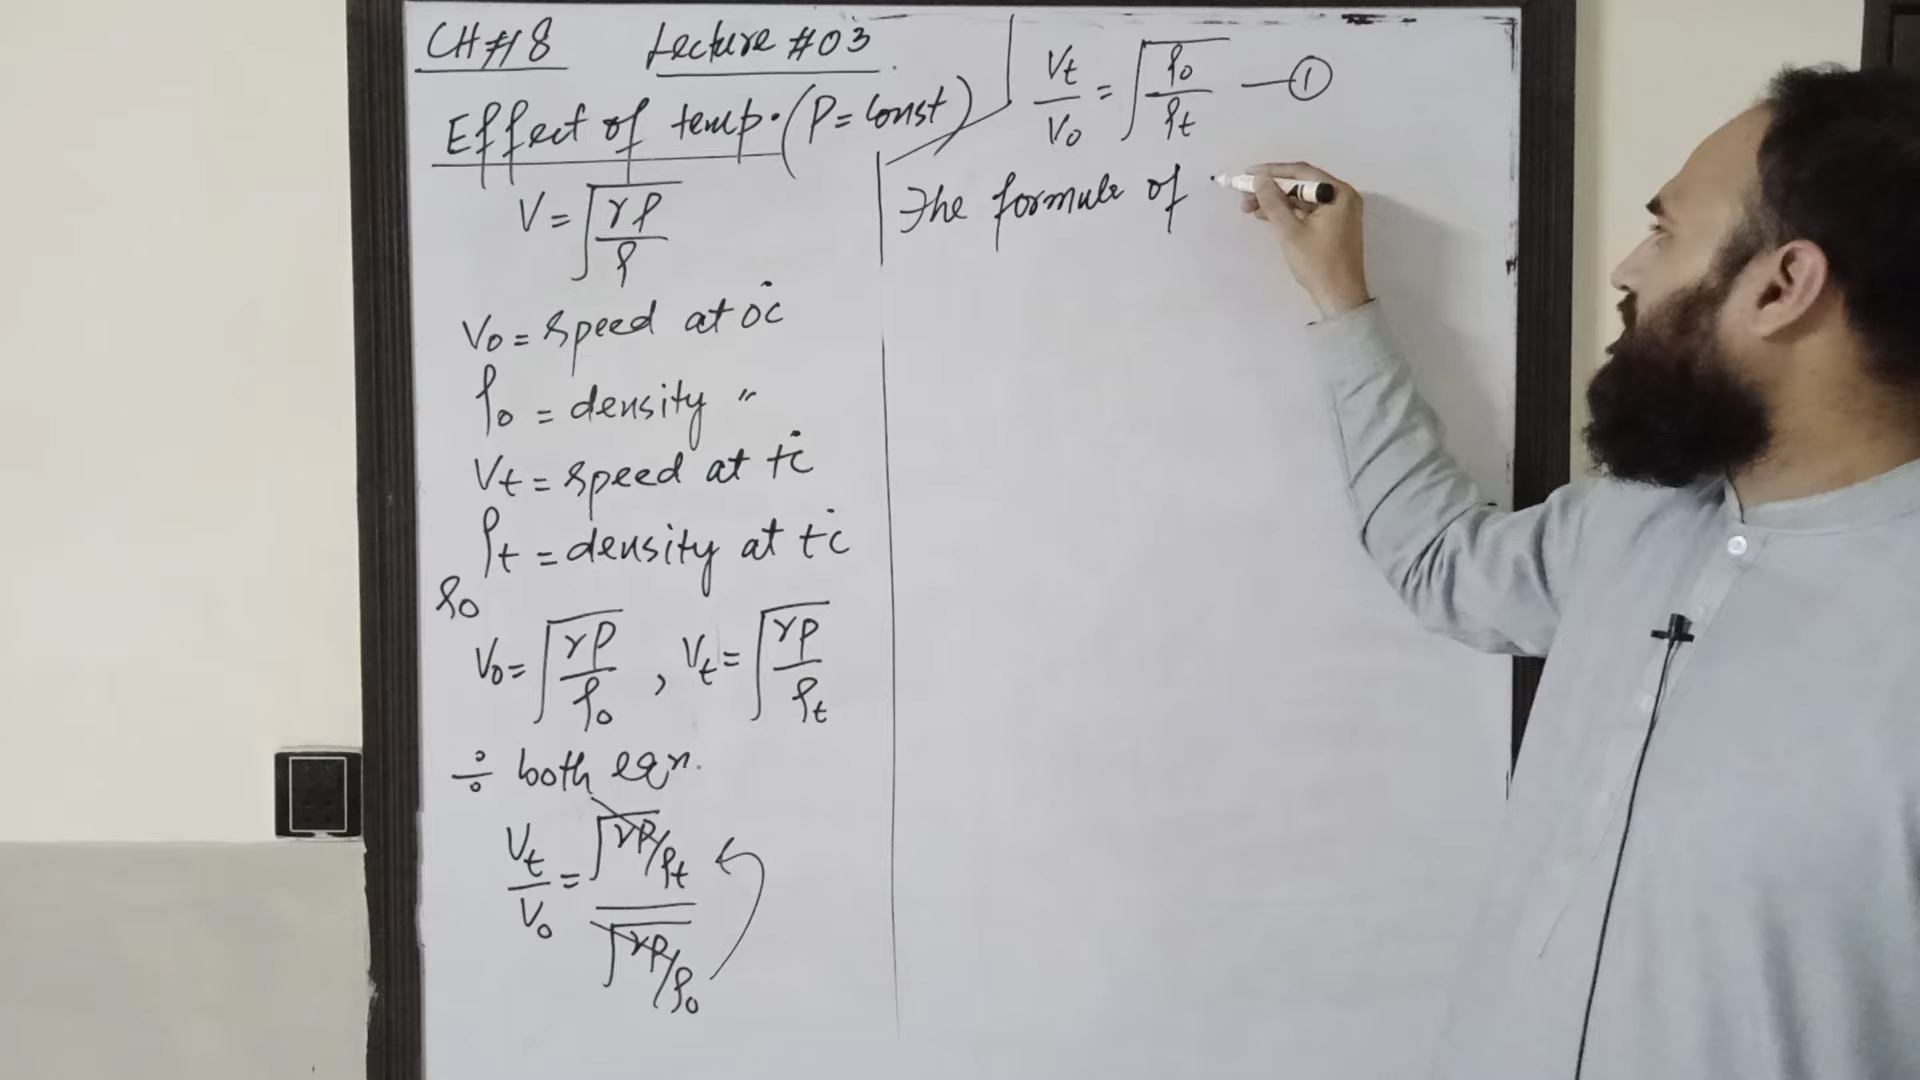 CH#18 Lecture #03
Effect of temp. (P = const)
V = √(γP/ρ)
V₀ = speed at 0°c
ρ₀ = density "
Vt = speed at t°c
ρt = density at t°c
ρ₀
V₀ = √(γP/ρ₀) , Vt = √(γP/ρt)
÷ both eqn.
Vt/V₀ = √(γP/ρt) / √(γP/ρ₀)
Vt/V₀ = √(ρ₀/ρt) — ①
The formule of